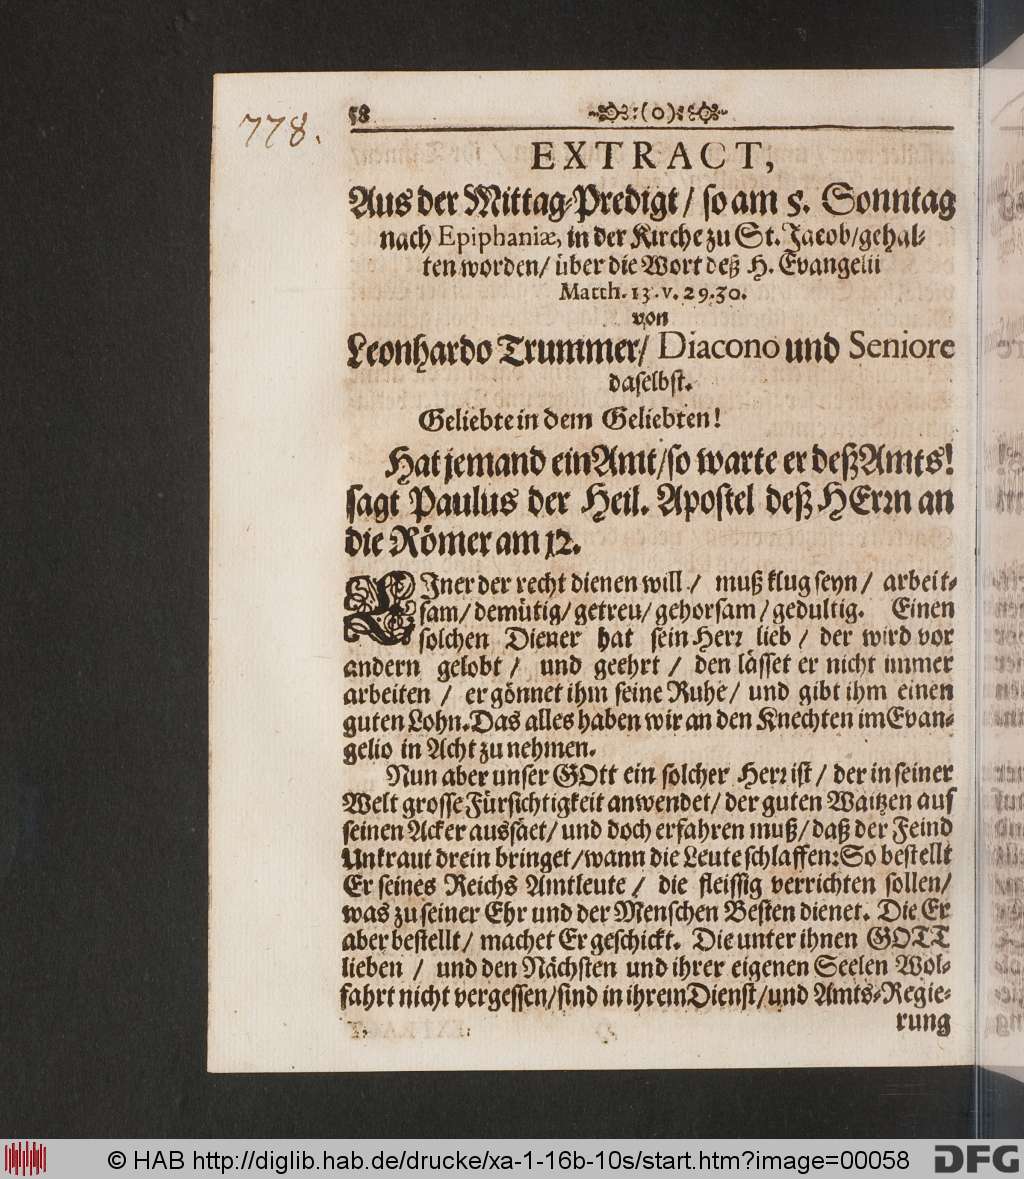 778.
58 :(o):
EXTRACT,
Aus der Mittag-Predigt / so am 5. Sonntag
nach Epiphaniæ, in der Kirche zu St. Jacob/gehal-
ten worden/ über die Wort deß H. Evangelii
Matth. 13. v. 29. 30.
von
Leonhardo Trummer/ Diacono und Seniore
daselbst.
Geliebte in dem Geliebten!
Hat jemand ein Amt/so warte er deß Amts!
sagt Paulus der Heil. Apostel deß HErrn an
die Römer am 12.
EIner der recht dienen will / muß klug seyn / arbeit-
sam/demütig/getreu/gehorsam/gedultig. Einen
solchen Diener hat sein Herr lieb / der wird vor
andern gelobt / und geehrt / den lässet er nicht immer
arbeiten / er gönnet ihm seine Ruhe/ und gibt ihm einen
guten Lohn. Das alles haben wir an den Knechten im Evan-
gelio in Acht zu nehmen.
Nun aber unser GOtt ein solcher Herr ist / der in seiner
Welt grosse Fürsichtigkeit anwendet/ der guten Waitzen auf
seinen Acker aussäet/ und doch erfahren muß/ daß der Feind
Unkraut drein bringet/wann die Leute schlaffen: So bestellt
Er seines Reichs Amtleute / die fleissig verrichten sollen/
was zu seiner Ehr und der Menschen Besten dienet. Die Er
aber bestellt/ machet Er geschickt. Die unter ihnen GOTT
lieben / und den Nächsten und ihrer eigenen Seelen Wol-
fahrt nicht vergessen/sind in ihrem Dienst/und Amts-Regie-
rung
© HAB http://diglib.hab.de/drucke/xa-1-16b-10s/start.htm?image=00058
DFG